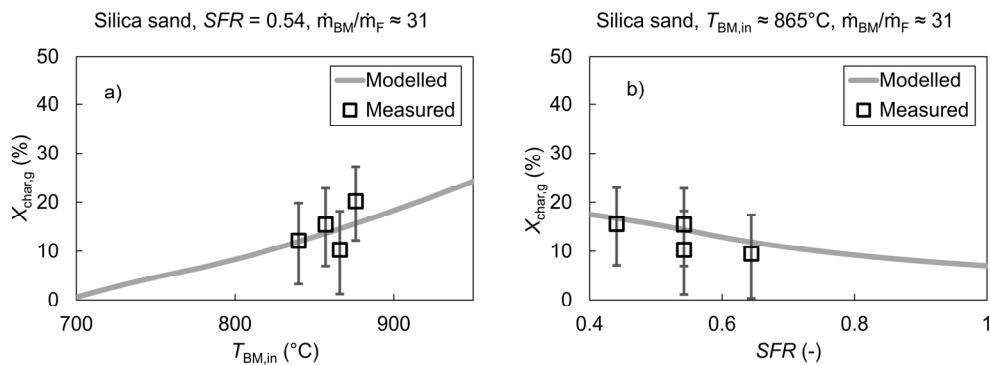 Silica sand, SFR = 0.54, ṁBM/ṁF ≈ 31
a)
Modelled
Measured
Xchar,g (%)
50
40
30
20
10
0
700
800
900
TBM,in (°C)
Silica sand, TBM,in ≈ 865°C, ṁBM/ṁF ≈ 31
b)
Modelled
Measured
Xchar,g (%)
50
40
30
20
10
0
0.4
0.6
0.8
1
SFR (-)